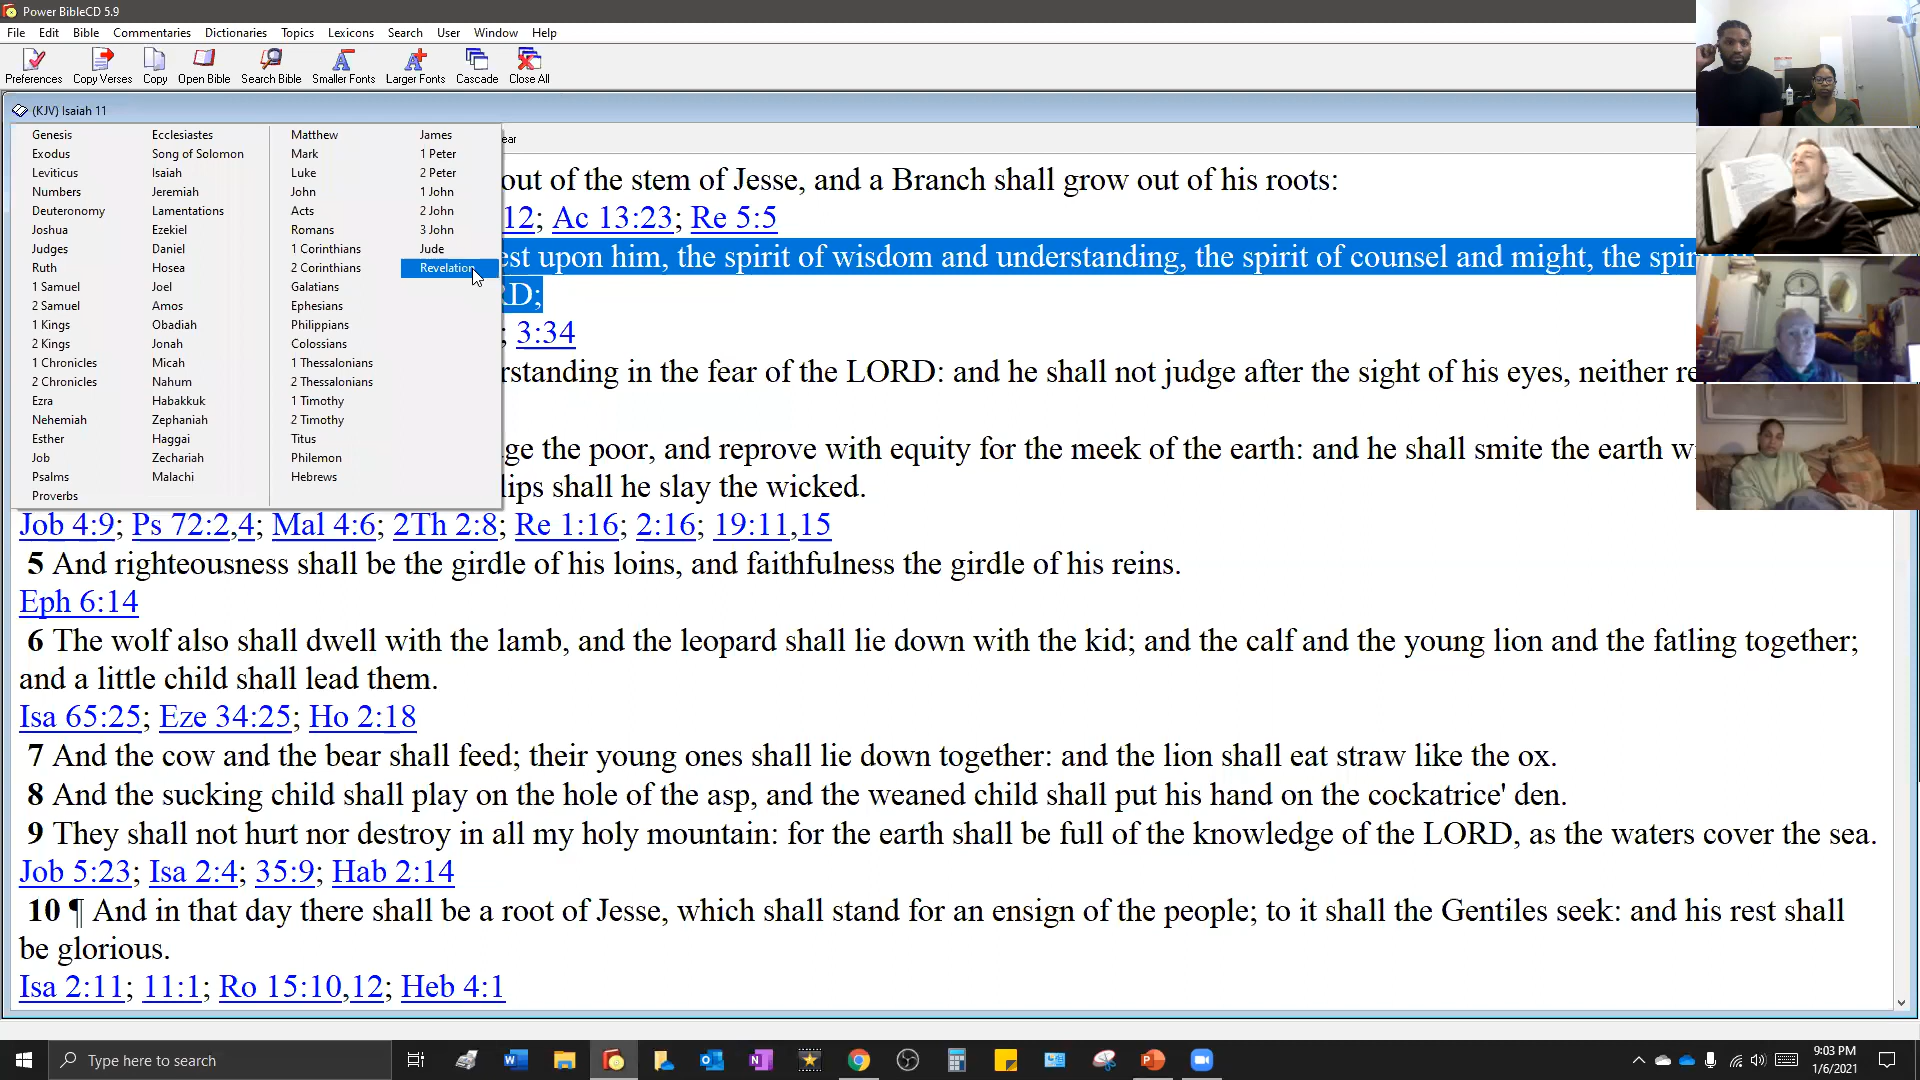 Power BibleCD 5.9
File Edit Bible Commentaries Dictionaries Topics Lexicons Search User Window Help
Preferences Copy Verses Copy Open Bible Search Bible Smaller Fonts Larger Fonts Cascade Close All
(KJV) Isaiah 11
Genesis Ecclesiastes Matthew James
Exodus Song of Solomon Mark 1 Peter
Leviticus Isaiah Luke 2 Peter
Numbers Jeremiah John 1 John
Deuteronomy Lamentations Acts 2 John
Joshua Ezekiel Romans 3 John
Judges Daniel 1 Corinthians Jude
Ruth Hosea 2 Corinthians Revelation
1 Samuel Joel Galatians
2 Samuel Amos Ephesians
1 Kings Obadiah Philippians
2 Kings Jonah Colossians
1 Chronicles Micah 1 Thessalonians
2 Chronicles Nahum 2 Thessalonians
Ezra Habakkuk 1 Timothy
Nehemiah Zephaniah 2 Timothy
Esther Haggai Titus
Job Zechariah Philemon
Psalms Malachi Hebrews
Proverbs
ear
out of the stem of Jesse, and a Branch shall grow out of his roots:
12; Ac 13:23; Re 5:5
est upon him, the spirit of wisdom and understanding, the spirit of counsel and might, the spir
RD;
; 3:34
rstanding in the fear of the LORD: and he shall not judge after the sight of his eyes, neither re
ge the poor, and reprove with equity for the meek of the earth: and he shall smite the earth wi
lips shall he slay the wicked.
Job 4:9; Ps 72:2,4; Mal 4:6; 2Th 2:8; Re 1:16; 2:16; 19:11,15
5 And righteousness shall be the girdle of his loins, and faithfulness the girdle of his reins.
Eph 6:14
6 The wolf also shall dwell with the lamb, and the leopard shall lie down with the kid; and the calf and the young lion and the fatling together;
and a little child shall lead them.
Isa 65:25; Eze 34:25; Ho 2:18
7 And the cow and the bear shall feed; their young ones shall lie down together: and the lion shall eat straw like the ox.
8 And the sucking child shall play on the hole of the asp, and the weaned child shall put his hand on the cockatrice' den.
9 They shall not hurt nor destroy in all my holy mountain: for the earth shall be full of the knowledge of the LORD, as the waters cover the sea.
Job 5:23; Isa 2:4; 35:9; Hab 2:14
10 ¶ And in that day there shall be a root of Jesse, which shall stand for an ensign of the people; to it shall the Gentiles seek: and his rest shall
be glorious.
Isa 2:11; 11:1; Ro 15:10,12; Heb 4:1
Type here to search
9:03 PM
1/6/2021